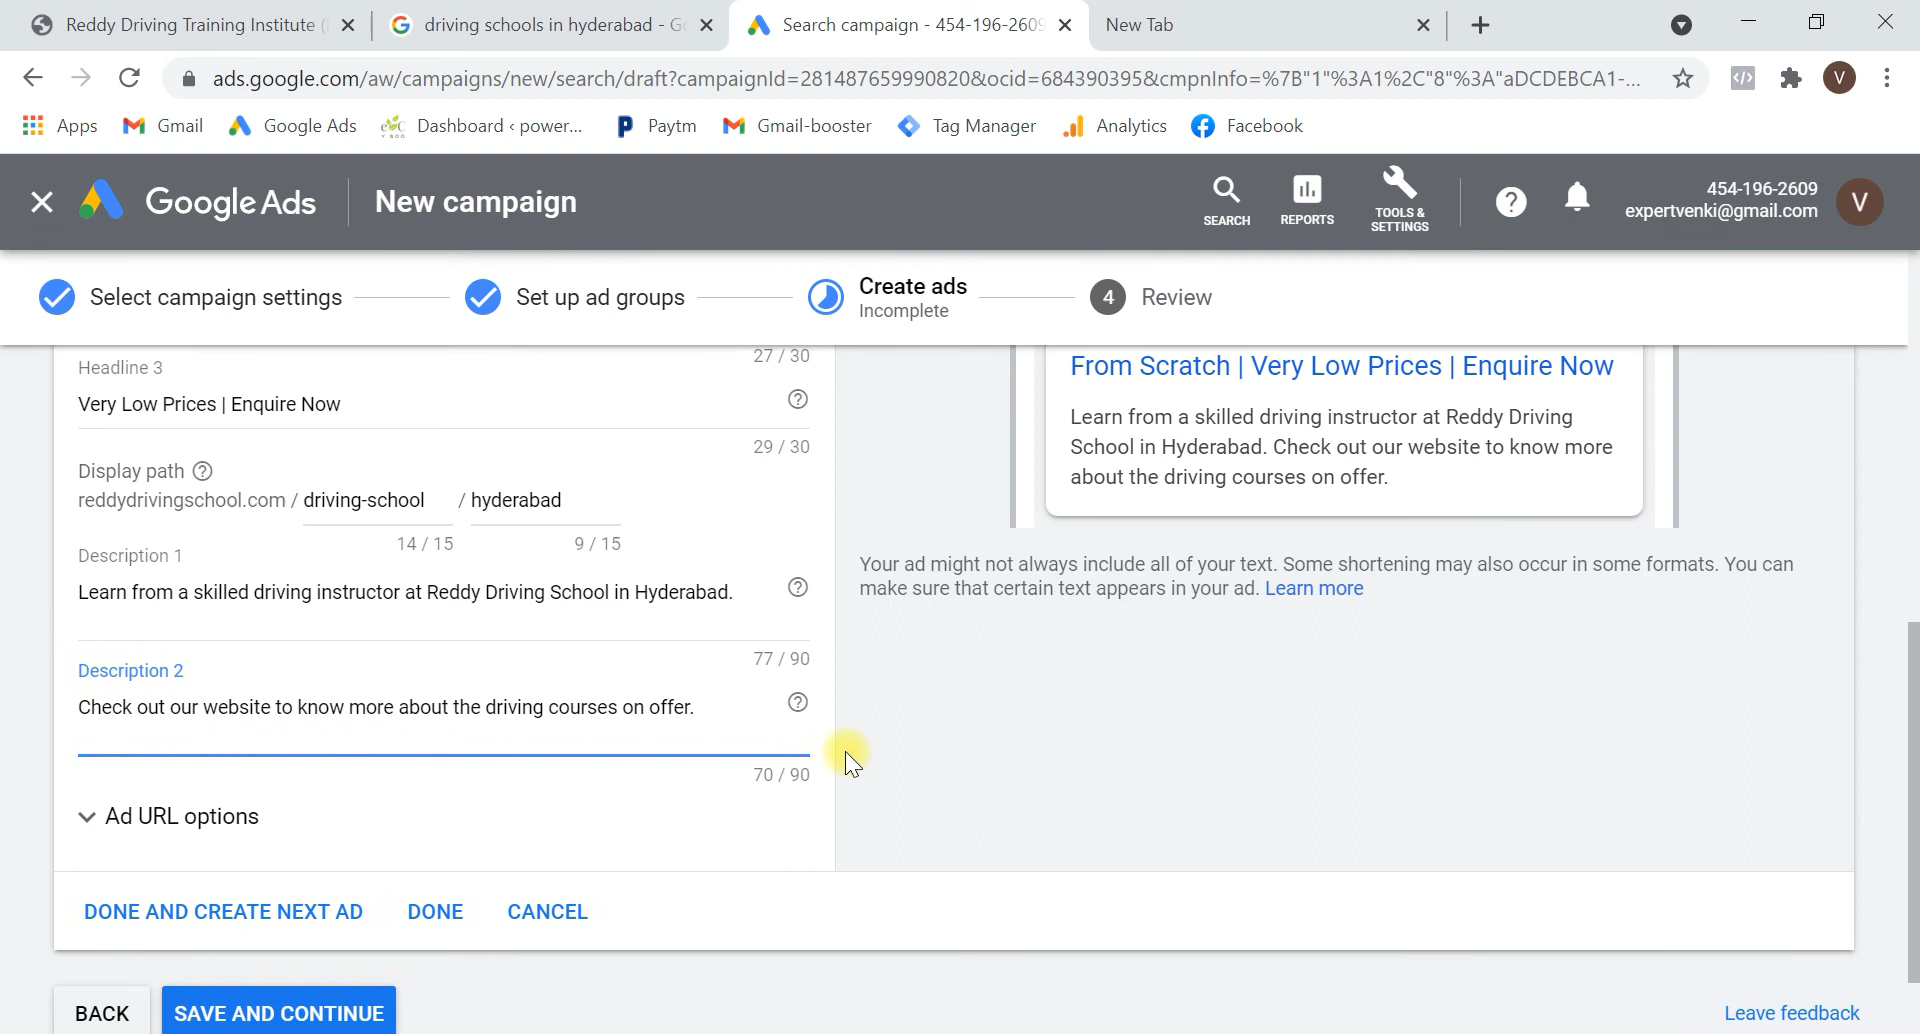 Reddy Driving Training Institute (
driving schools in hyderabad - Go
Search campaign - 454-196-2609
New Tab
ads.google.com/aw/campaigns/new/search/draft?campaignId=281487659990820&ocid=684390395&cmpnInfo=%7B"1"%3A1%2C"8"%3A"aDCDEBCA1-...
V
Apps
Gmail
Google Ads
Dashboard ‹ power...
Paytm
Gmail-booster
Tag Manager
Analytics
Facebook
Google Ads
New campaign
SEARCH
REPORTS
TOOLS &
SETTINGS
454-196-2609
expertvenki@gmail.com
V
Select campaign settings
Set up ad groups
Create ads
Incomplete
4 Review
27 / 30
Headline 3
Very Low Prices | Enquire Now
29 / 30
Display path
reddydrivingschool.com / driving-school / hyderabad
14 / 15 9 / 15
Description 1
Learn from a skilled driving instructor at Reddy Driving School in Hyderabad.
77 / 90
Description 2
Check out our website to know more about the driving courses on offer.
70 / 90
Ad URL options
From Scratch | Very Low Prices | Enquire Now
Learn from a skilled driving instructor at Reddy Driving
School in Hyderabad. Check out our website to know more
about the driving courses on offer.
Your ad might not always include all of your text. Some shortening may also occur in some formats. You can
make sure that certain text appears in your ad. Learn more
DONE AND CREATE NEXT AD
DONE
CANCEL
BACK
SAVE AND CONTINUE
Leave feedback